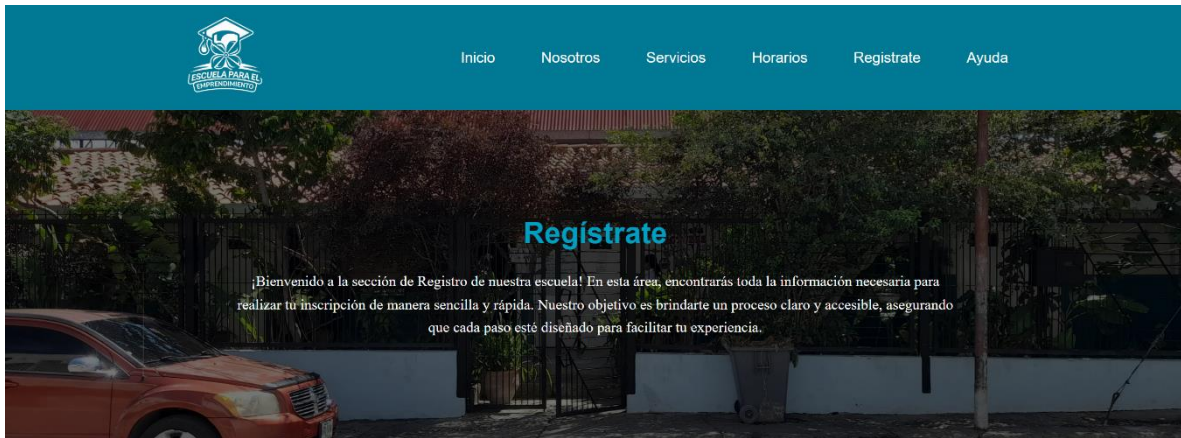 ESCUELA PARA EL
EMPRENDIMIENTO
Inicio
Nosotros
Servicios
Horarios
Registrate
Ayuda
Regístrate
¡Bienvenido a la sección de Registro de nuestra escuela! En esta área, encontrarás toda la información necesaria para
realizar tu inscripción de manera sencilla y rápida. Nuestro objetivo es brindarte un proceso claro y accesible, asegurando
que cada paso esté diseñado para facilitar tu experiencia.